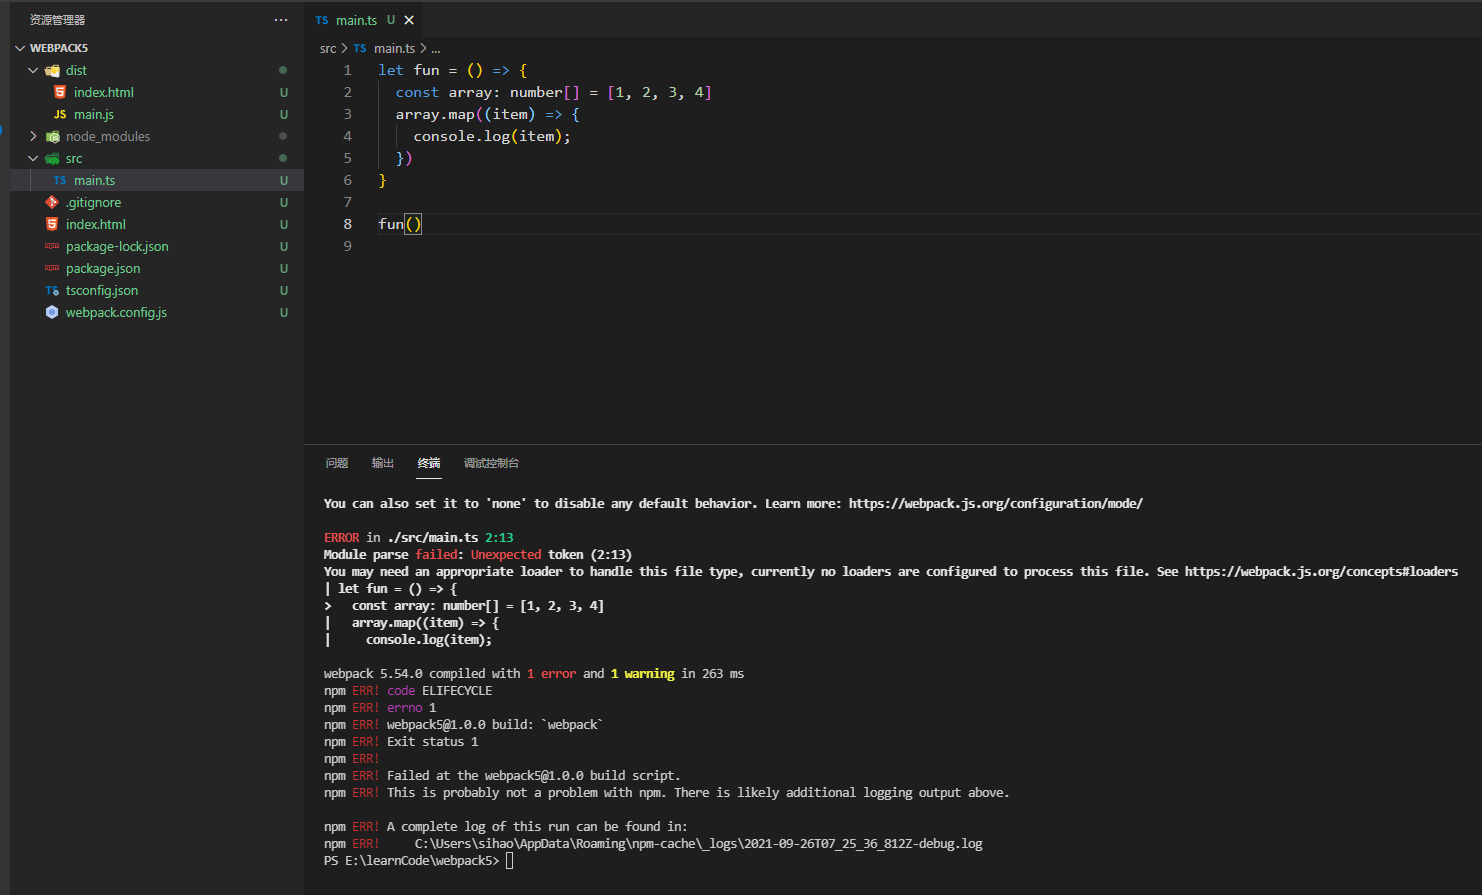 资源管理器 ···
WEBPACK5
dist
index.html U
JS main.js U
node_modules
src
TS main.ts U
.gitignore U
index.html U
package-lock.json U
package.json U
TS tsconfig.json U
webpack.config.js U
TS main.ts U ×
src > TS main.ts > ...
1 let fun = () => {
2 const array: number[] = [1, 2, 3, 4]
3 array.map((item) => {
4 console.log(item);
5 })
6 }
7
8 fun()
9
问题 输出 终端 调试控制台
You can also set it to 'none' to disable any default behavior. Learn more: https://webpack.js.org/configuration/mode/
ERROR in ./src/main.ts 2:13
Module parse failed: Unexpected token (2:13)
You may need an appropriate loader to handle this file type, currently no loaders are configured to process this file. See https://webpack.js.org/concepts#loaders
| let fun = () => {
>   const array: number[] = [1, 2, 3, 4]
|   array.map((item) => {
|     console.log(item);
webpack 5.54.0 compiled with 1 error and 1 warning in 263 ms
npm ERR! code ELIFECYCLE
npm ERR! errno 1
npm ERR! webpack5@1.0.0 build: `webpack`
npm ERR! Exit status 1
npm ERR!
npm ERR! Failed at the webpack5@1.0.0 build script.
npm ERR! This is probably not a problem with npm. There is likely additional logging output above.
npm ERR! A complete log of this run can be found in:
npm ERR!     C:\Users\sihao\AppData\Roaming\npm-cache\_logs\2021-09-26T07_25_36_812Z-debug.log
PS E:\learnCode\webpack5>